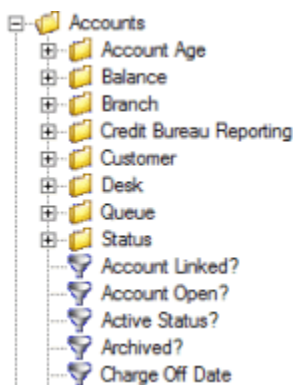 Accounts
Account Age
Balance
Branch
Credit Bureau Reporting
Customer
Desk
Queue
Status
Account Linked?
Account Open?
Active Status?
Archived?
Charge Off Date